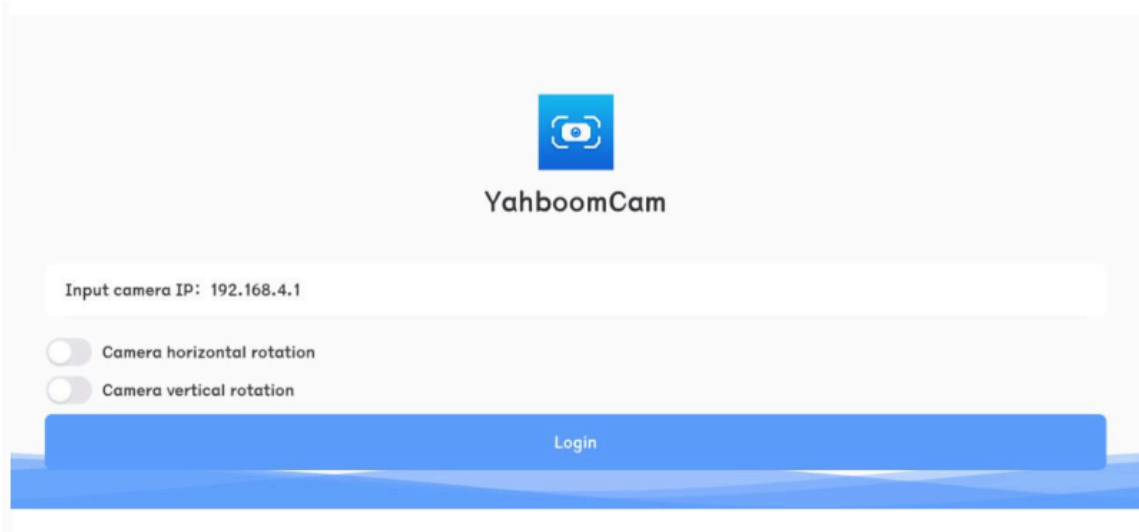 YahboomCam
Input camera IP: 192.168.4.1
Camera horizontal rotation
Camera vertical rotation
Login